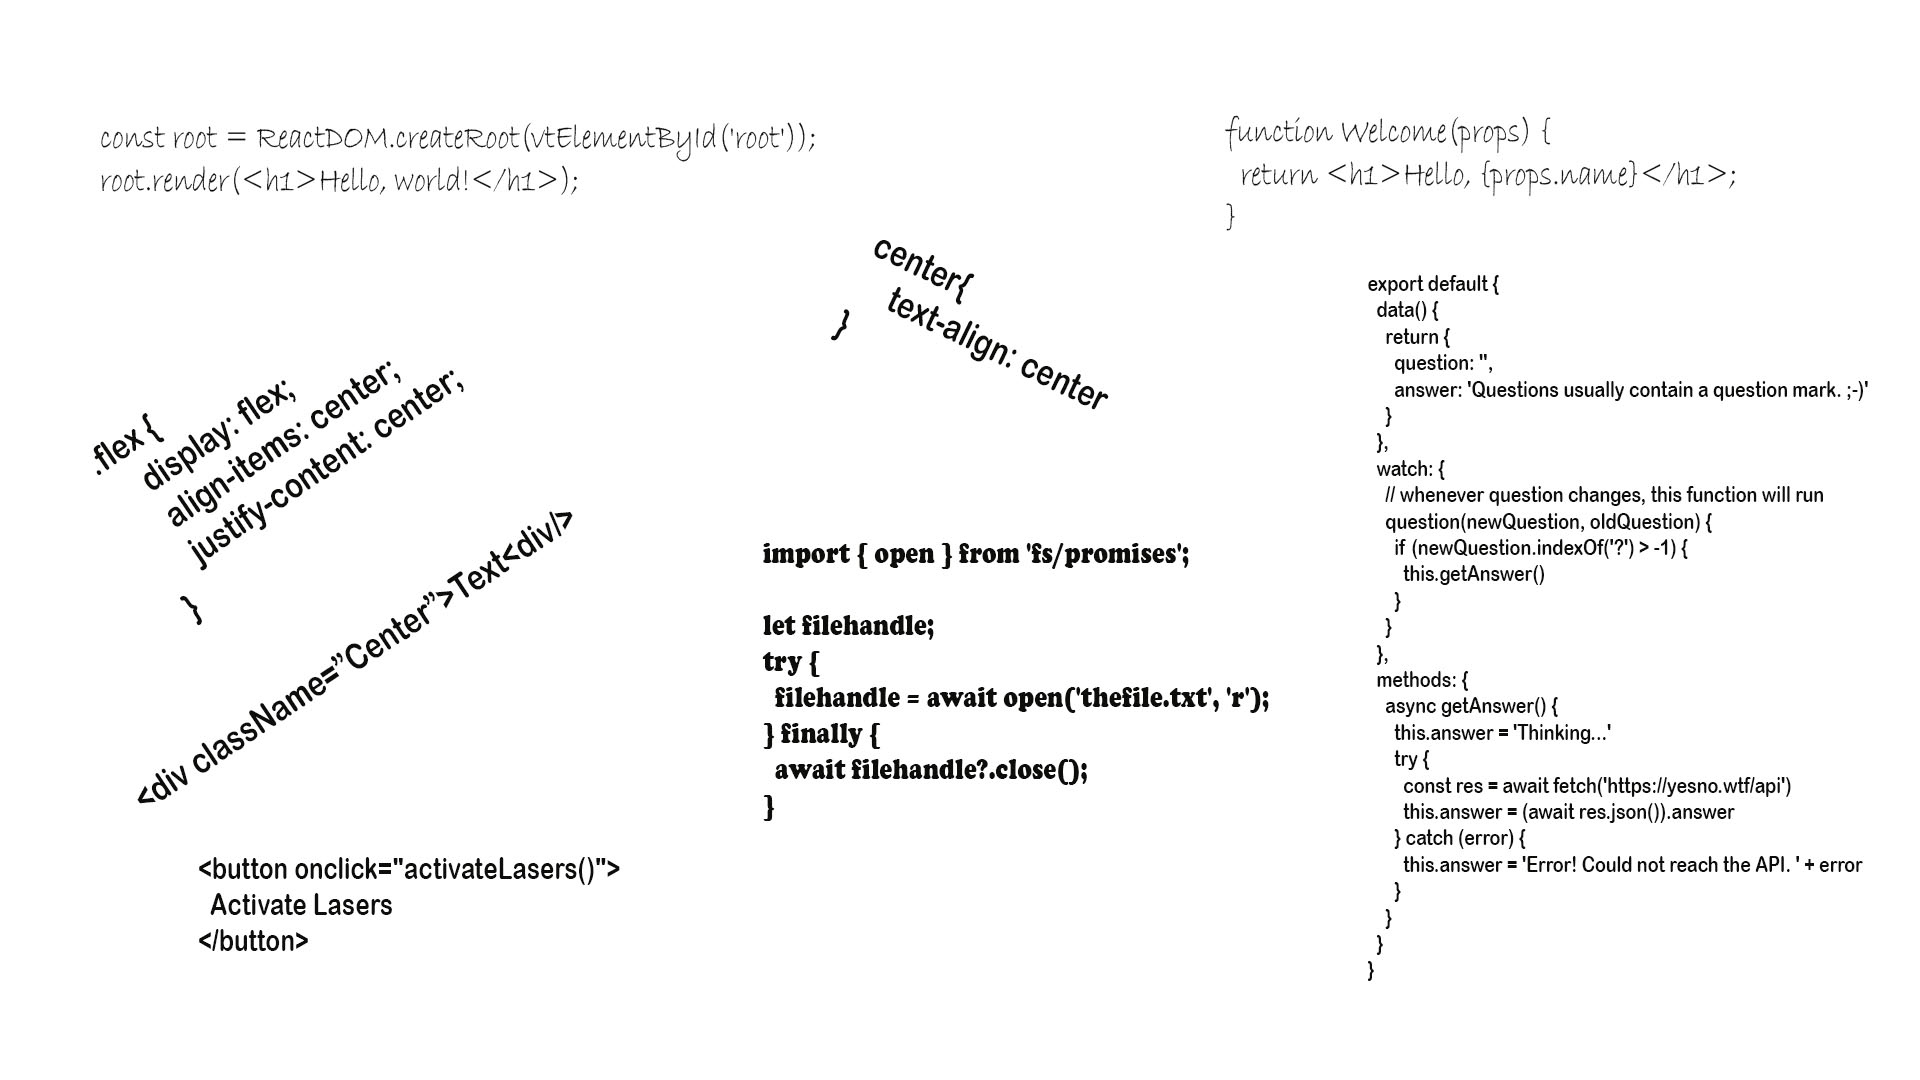 const root = ReactDOM.createRoot(vtElementById('root'));
root.render(<h1>Hello, world!</h1>);
function Welcome(props) {
  return <h1>Hello, {props.name}</h1>;
}
center{
  text-align: center
}
.flex {
  display: flex;
  align-items: center;
  justify-content: center;
}
<div className=”Center”>Text<div/>
<button onclick="activateLasers()">
  Activate Lasers
</button>
import { open } from 'fs/promises';
let filehandle;
try {
  filehandle = await open('thefile.txt', 'r');
} finally {
  await filehandle?.close();
}
export default {
  data() {
    return {
      question: '',
      answer: 'Questions usually contain a question mark. ;-)'
    }
  },
  watch: {
    // whenever question changes, this function will run
    question(newQuestion, oldQuestion) {
      if (newQuestion.indexOf('?') > -1) {
        this.getAnswer()
      }
    }
  },
  methods: {
    async getAnswer() {
      this.answer = 'Thinking...'
      try {
        const res = await fetch('https://yesno.wtf/api')
        this.answer = (await res.json()).answer
      } catch (error) {
        this.answer = 'Error! Could not reach the API. ' + error
      }
    }
  }
}